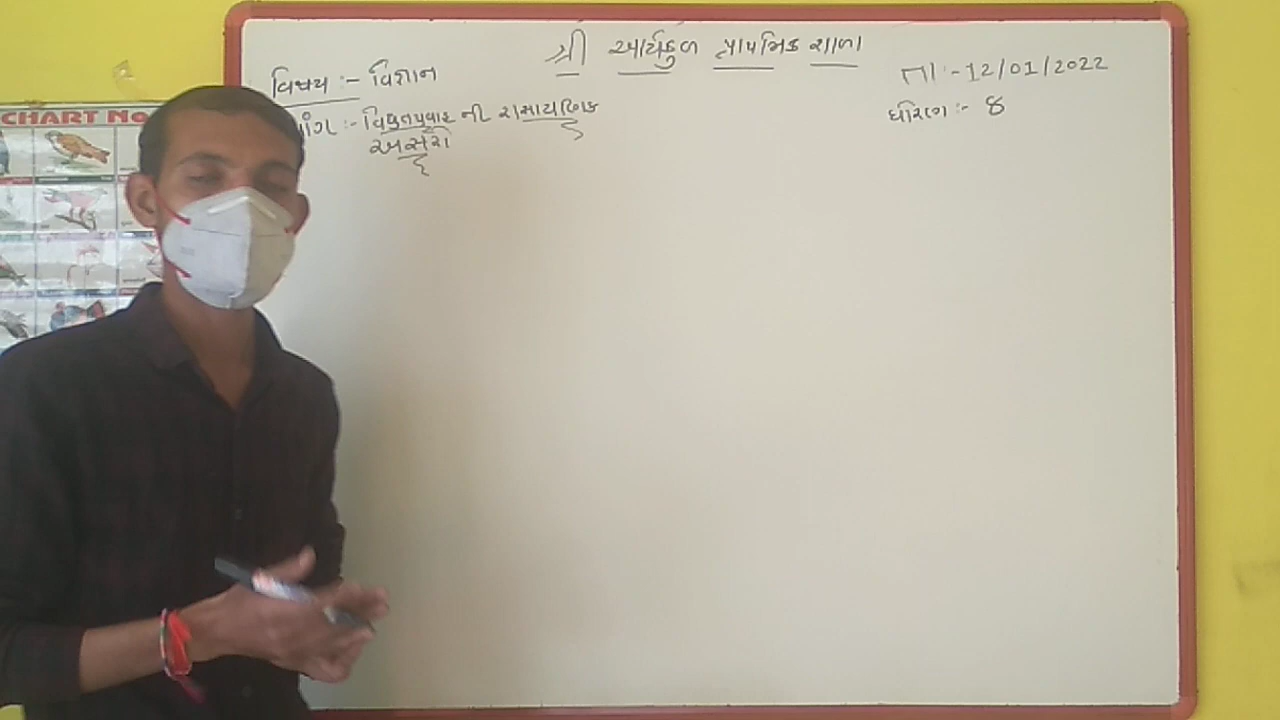 શ્રી આર્યકુળ પ્રાથમિક શાળા
વિષય :- વિજ્ઞાન
તા :- 12/01/2022
ધોરણ :- 8
વિદ્યુતપ્રવાહ ની રાસાયણિક
અસરો
CHART No